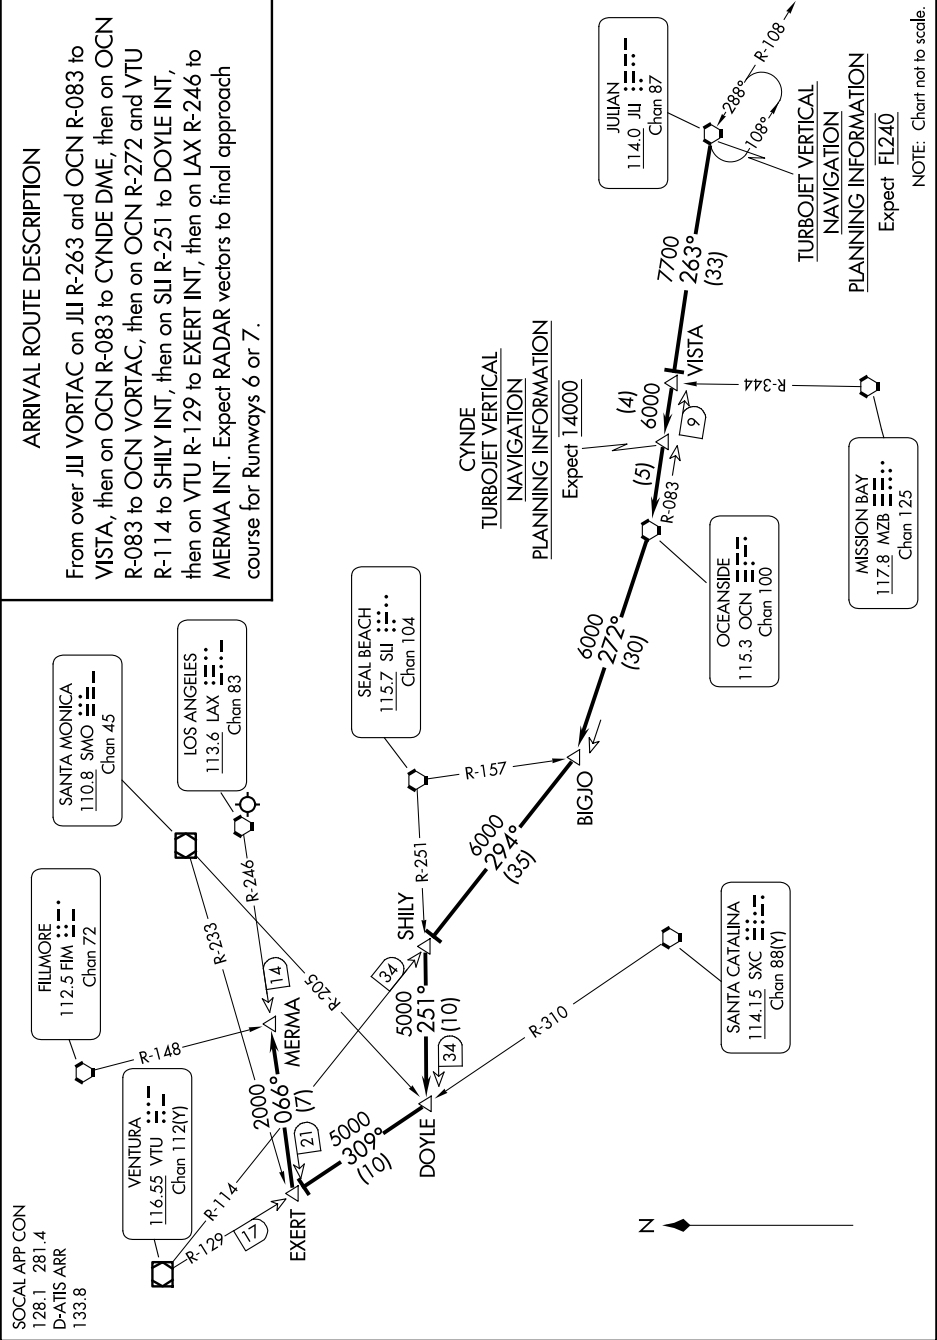 SOCAL APP CON
128.1 281.4
D-ATIS ARR
133.8
ARRIVAL ROUTE DESCRIPTION
From over JLI VORTAC on JLI R-263 and OCN R-083 to
VISTA, then on OCN R-083 to CYNDE DME, then on OCN
R-083 to OCN VORTAC, then on OCN R-272 and VTU
R-114 to SHILY INT, then on SLI R-251 to DOYLE INT,
then on VTU R-129 to EXERT INT, then on LAX R-246 to
MERMA INT. Expect RADAR vectors to final approach
course for Runways 6 or 7.
FILLMORE
112.5 FIM
Chan 72
SANTA MONICA
110.8 SMO
Chan 45
VENTURA
116.55 VTU
Chan 112(Y)
LOS ANGELES
113.6 LAX
Chan 83
SEAL BEACH
115.7 SLI
Chan 104
JULIAN
114.0 JLI
Chan 87
OCEANSIDE
115.3 OCN
Chan 100
MISSION BAY
117.8 MZB
Chan 125
SANTA CATALINA
114.15 SXC
Chan 88(Y)
R-148
R-233
R-246
R-205
R-114
R-129
17
21
14
34
34
MERMA
2000
066°
(7)
EXERT
5000
309°
(10)
DOYLE
5000
251°
(10)
SHILY
R-251
R-157
R-310
6000
294°
(35)
BIGJO
6000
272°
(30)
R-083
(5)
(4)
6000
9
VISTA
R-344
7700
263°
(33)
288°
108°
R-108
CYNDE
TURBOJET VERTICAL
NAVIGATION
PLANNING INFORMATION
Expect 14000
TURBOJET VERTICAL
NAVIGATION
PLANNING INFORMATION
Expect FL240
N
NOTE: Chart not to scale.